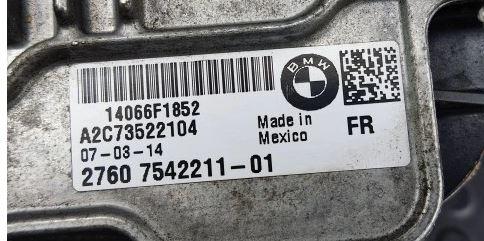 BMW
14066F1852
A2C73522104
07-03-14
Made in
Mexico
FR
2760 7542211-01